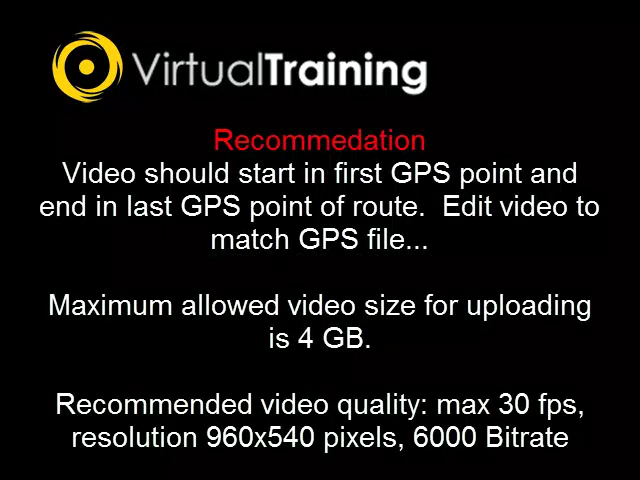 VirtualTraining
Recommedation
Video should start in first GPS point and
end in last GPS point of route.  Edit video to
match GPS file...
Maximum allowed video size for uploading
is 4 GB.
Recommended video quality: max 30 fps,
resolution 960x540 pixels, 6000 Bitrate